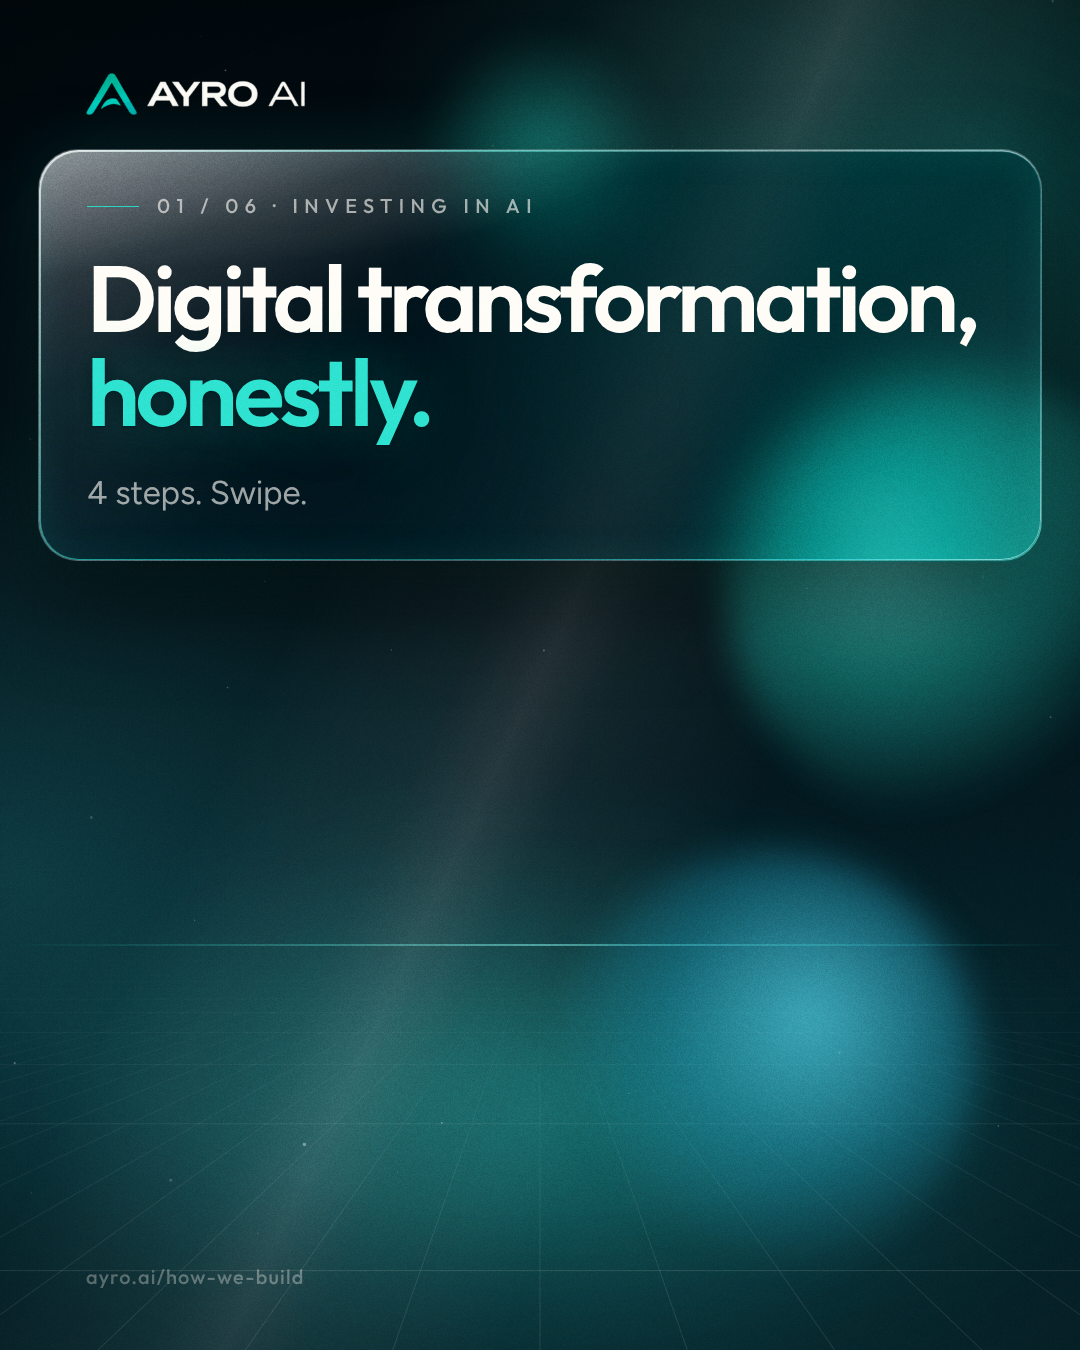 AYRO AI
01 / 06 · INVESTING IN AI
Digital transformation,
honestly.
4 steps. Swipe.
ayro.ai/how-we-build